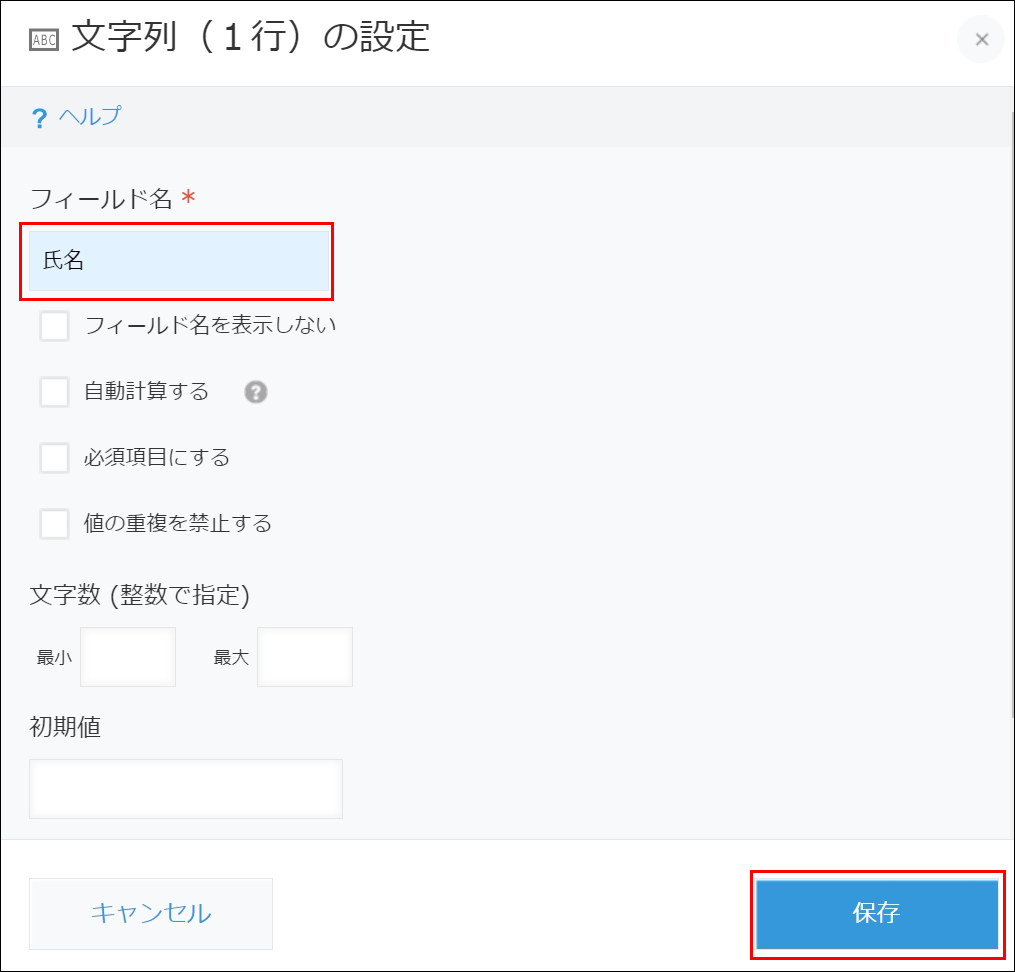 ABC 文字列（１行）の設定
×
? ヘルプ
フィールド名 *
氏名
フィールド名を表示しない
自動計算する ?
必須項目にする
値の重複を禁止する
文字数 (整数で指定)
最小 最大
初期値
キャンセル 保存